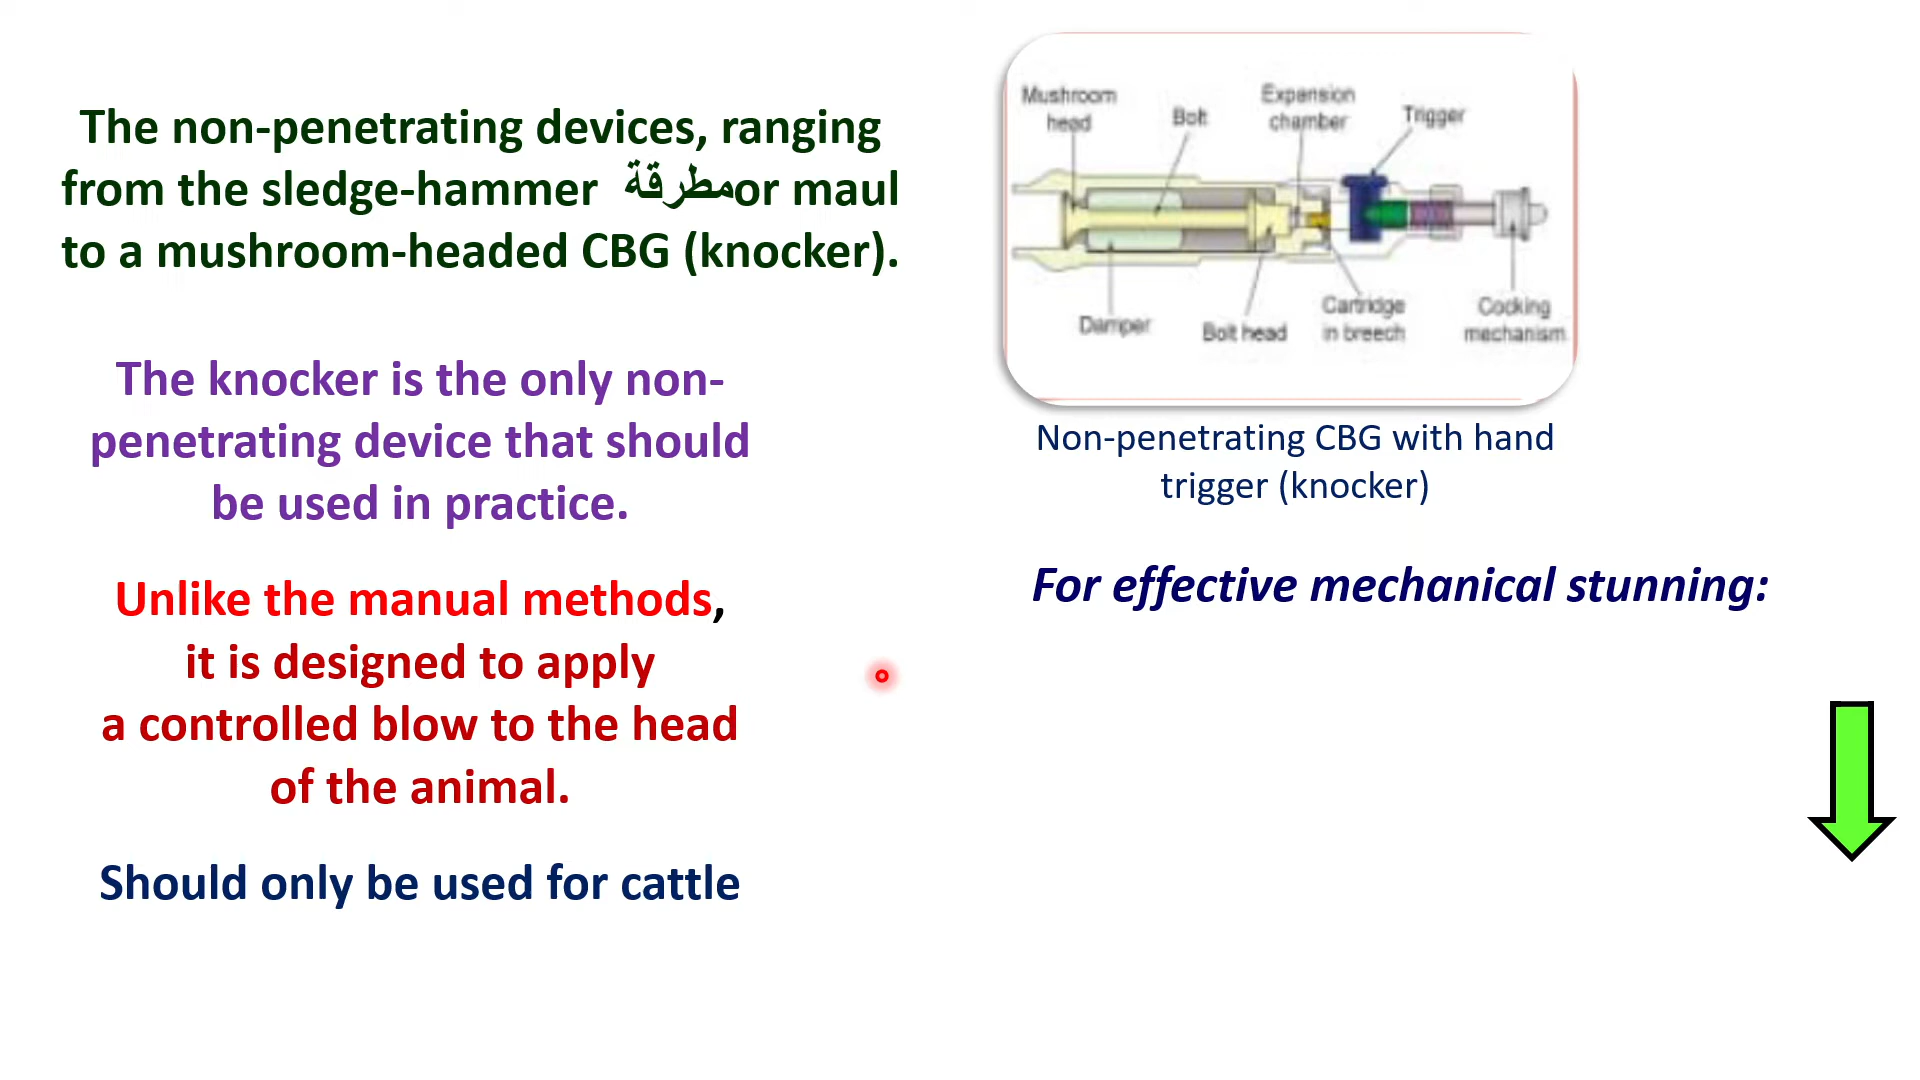 The non-penetrating devices, ranging
from the sledge-hammer مطرقة or maul
to a mushroom-headed CBG (knocker).
The knocker is the only non-
penetrating device that should
be used in practice.
Unlike the manual methods,
it is designed to apply
a controlled blow to the head
of the animal.
Should only be used for cattle
Mushroom
head
Bolt
Expansion
chamber
Trigger
Damper
Bolt head
Cartridge
in breech
Cocking
mechanism
Non-penetrating CBG with hand
trigger (knocker)
For effective mechanical stunning: